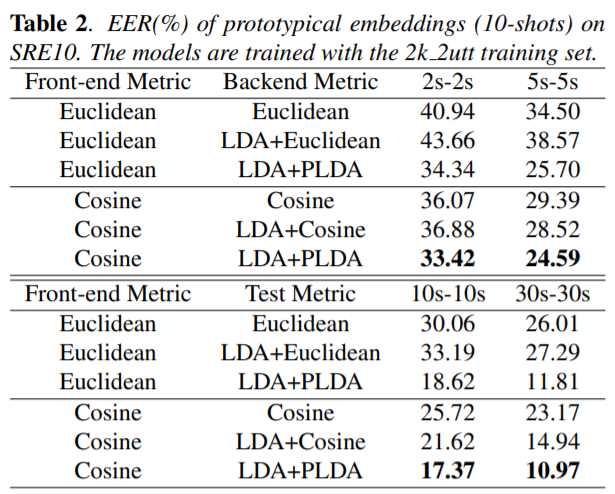 Table 2. EER(%) of prototypical embeddings (10-shots) on
SRE10. The models are trained with the 2k_2utt training set.
Front-end Metric Backend Metric 2s-2s 5s-5s
Euclidean Euclidean 40.94 34.50
Euclidean LDA+Euclidean 43.66 38.57
Euclidean LDA+PLDA 34.34 25.70
Cosine Cosine 36.07 29.39
Cosine LDA+Cosine 36.88 28.52
Cosine LDA+PLDA 33.42 24.59
Front-end Metric Test Metric 10s-10s 30s-30s
Euclidean Euclidean 30.06 26.01
Euclidean LDA+Euclidean 33.19 27.29
Euclidean LDA+PLDA 18.62 11.81
Cosine Cosine 25.72 23.17
Cosine LDA+Cosine 21.62 14.94
Cosine LDA+PLDA 17.37 10.97